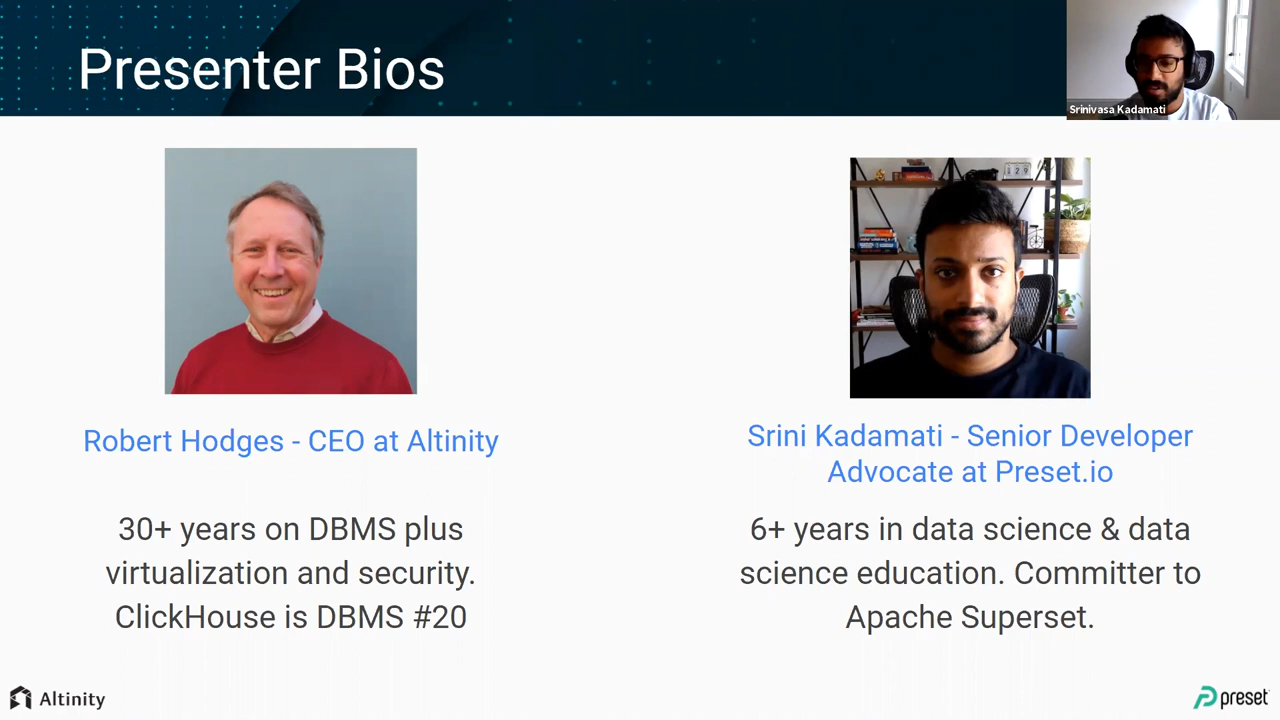 Presenter Bios
Srinivasa Kadamati
Robert Hodges - CEO at Altinity
30+ years on DBMS plus
virtualization and security.
ClickHouse is DBMS #20
Srini Kadamati - Senior Developer
Advocate at Preset.io
6+ years in data science & data
science education. Committer to
Apache Superset.
Altinity
preset